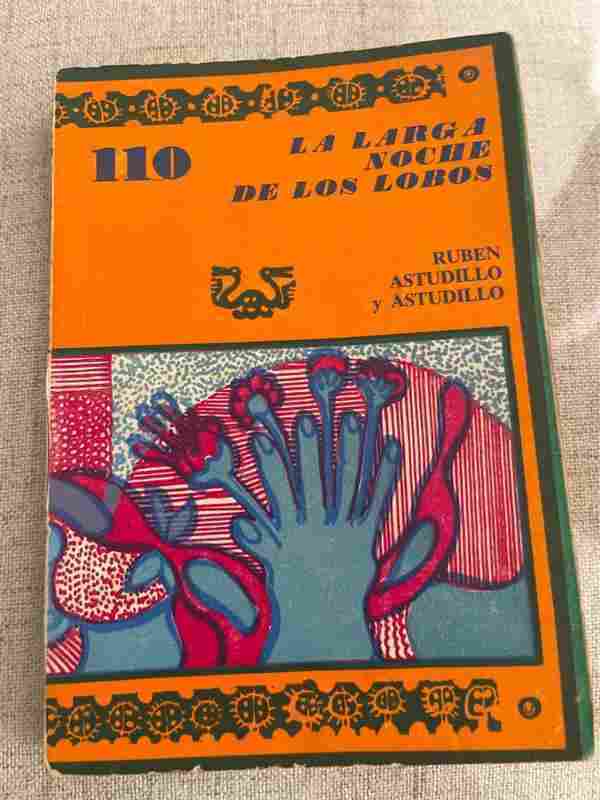 110
LA LARGA
NOCHE
DE LOS LOBOS
RUBEN
ASTUDILLO
y ASTUDILLO